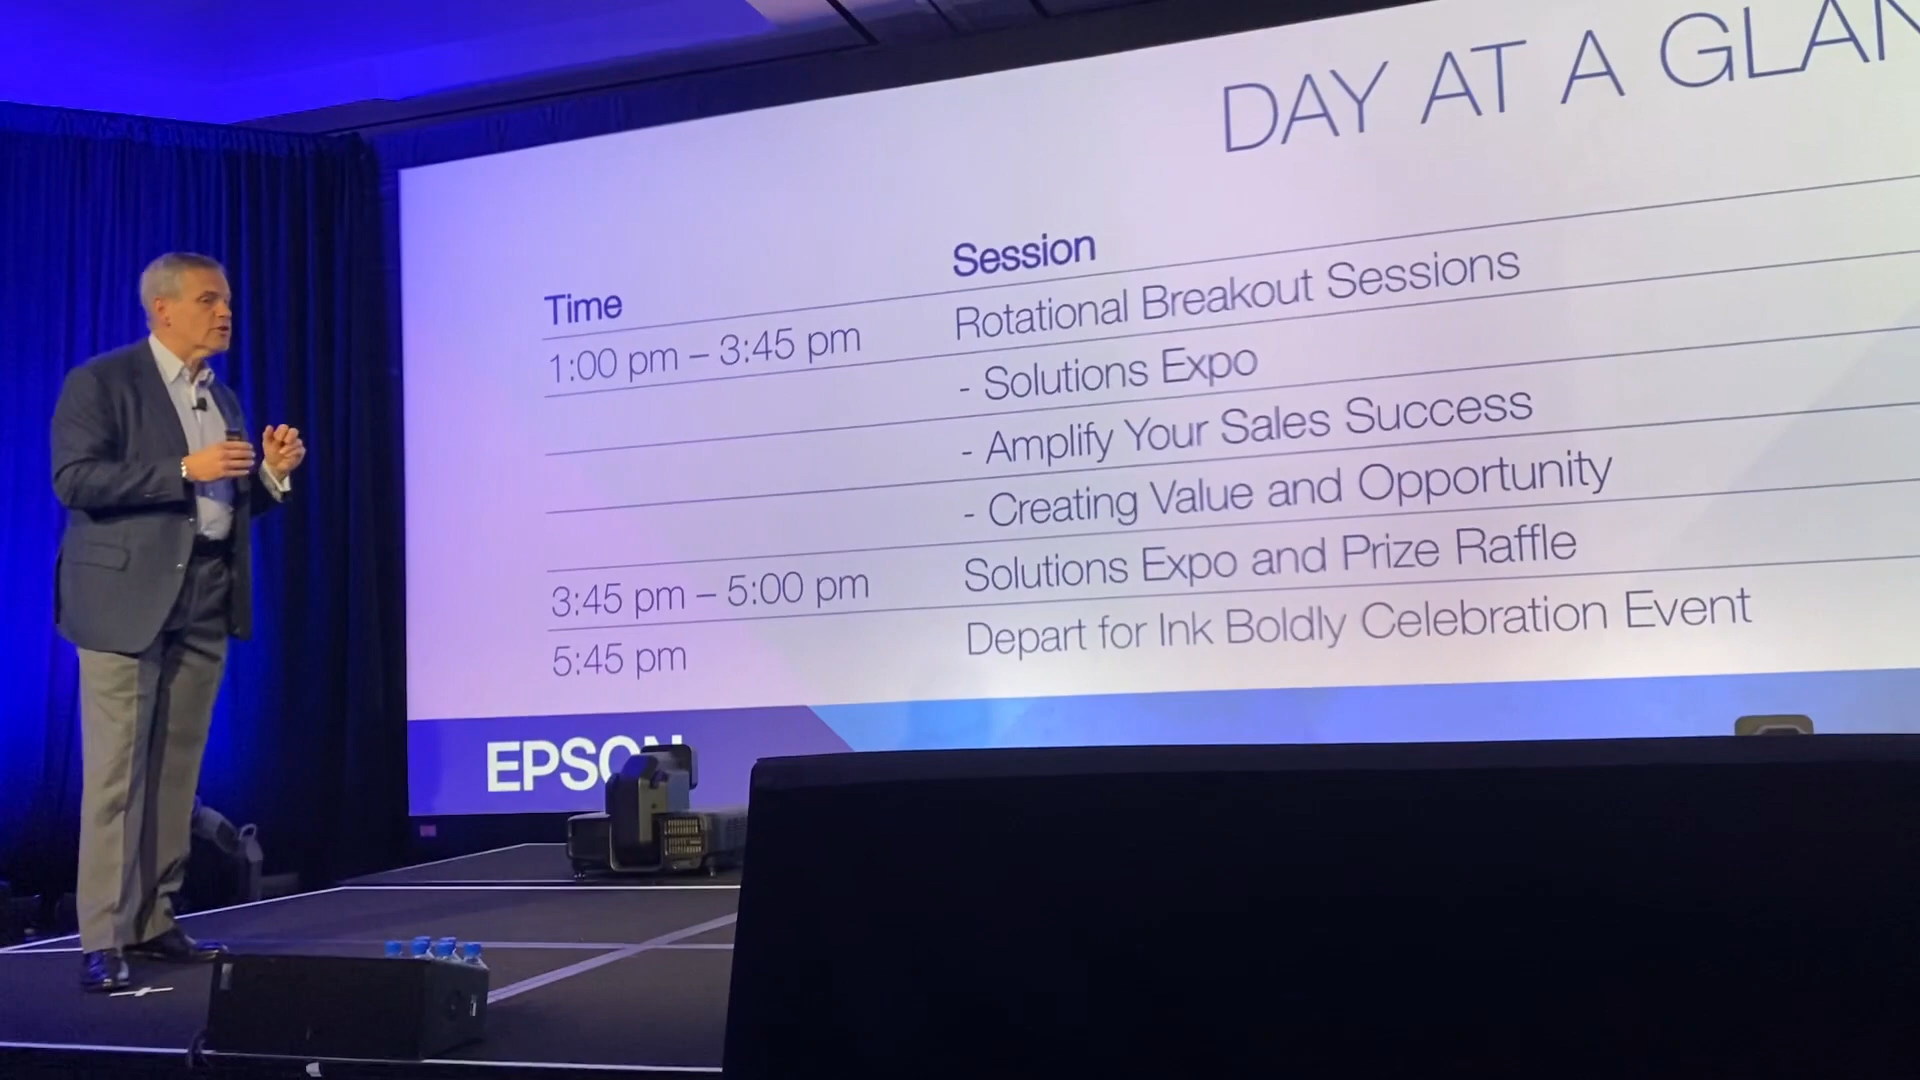 DAY AT A GLAN
Time Session
1:00 pm – 3:45 pm Rotational Breakout Sessions
- Solutions Expo
- Amplify Your Sales Success
- Creating Value and Opportunity
3:45 pm – 5:00 pm Solutions Expo and Prize Raffle
5:45 pm Depart for Ink Boldly Celebration Event
EPSON